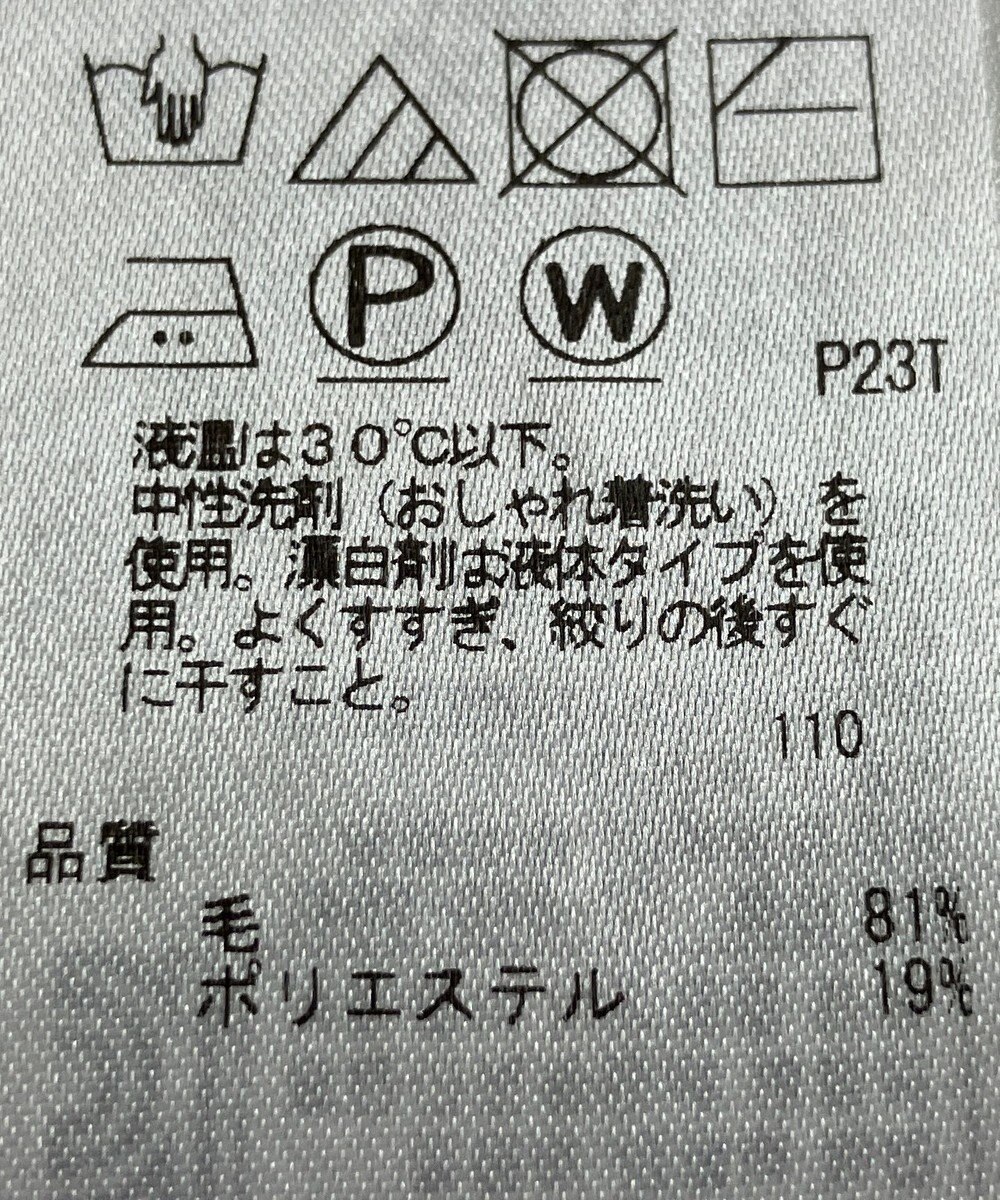 P W
P23T
液温は30℃以下。
中性洗剤（おしゃれ着洗い）を
使用。漂白剤は液体タイプを使
用。よくすすぎ、絞りの後すぐ
に干すこと。
110
品質
毛 81%
ポリエステル 19%